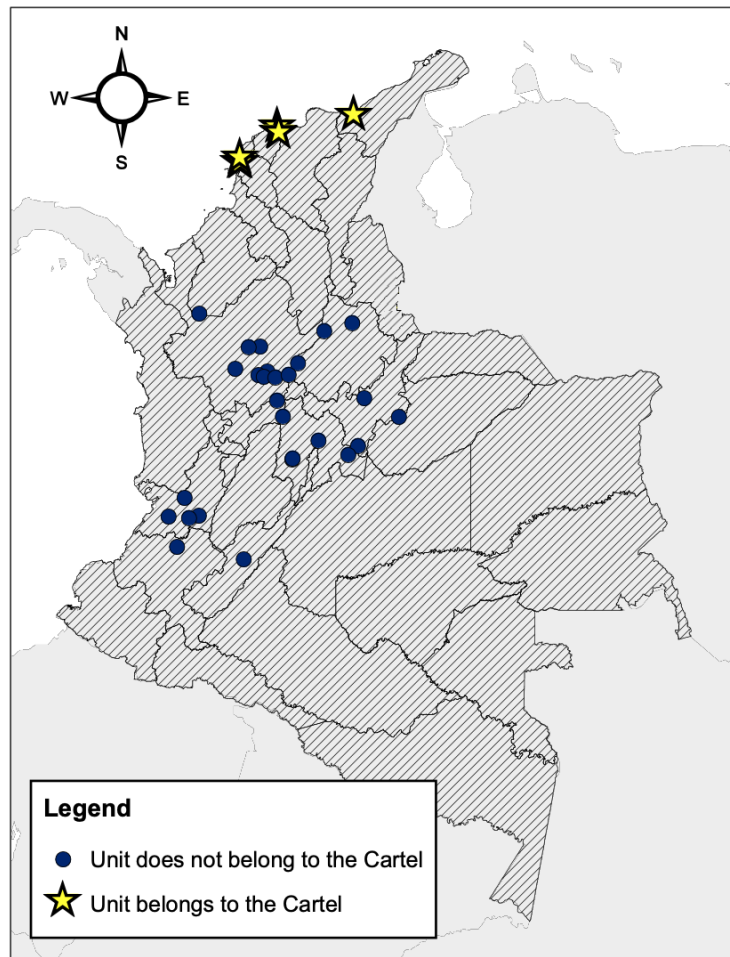 N
W E
S
Legend
Unit does not belong to the Cartel
Unit belongs to the Cartel